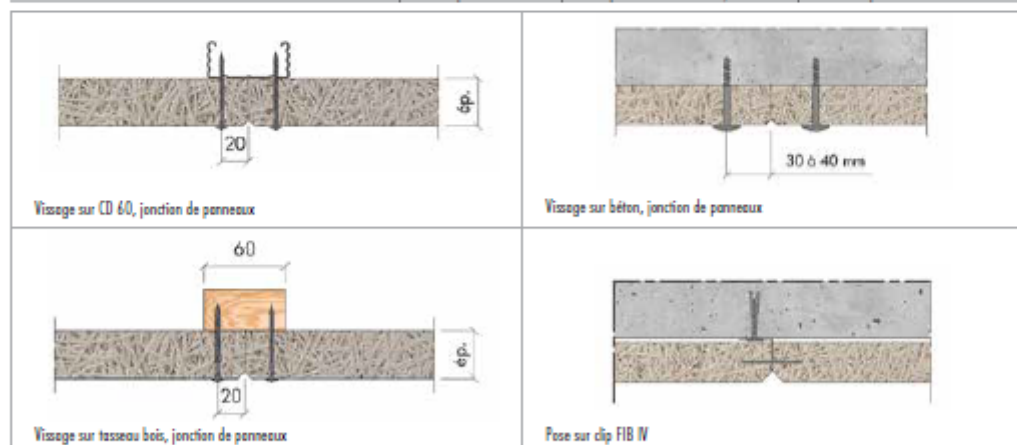 20
ép.
Vissage sur CD 60, jonction de panneaux
30 à 40 mm
Vissage sur béton, jonction de panneaux
60
20
ép.
Vissage sur tasseau bois, jonction de panneaux
Pose sur clip FIB IV